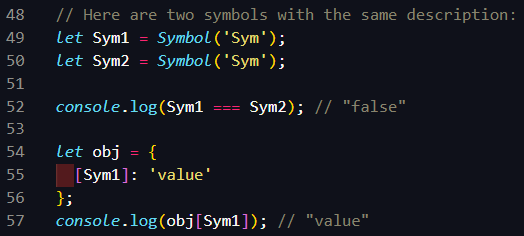 48 // Here are two symbols with the same description:
49 let Sym1 = Symbol('Sym');
50 let Sym2 = Symbol('Sym');
51
52 console.log(Sym1 === Sym2); // "false"
53
54 let obj = {
55   [Sym1]: 'value'
56 };
57 console.log(obj[Sym1]); // "value"